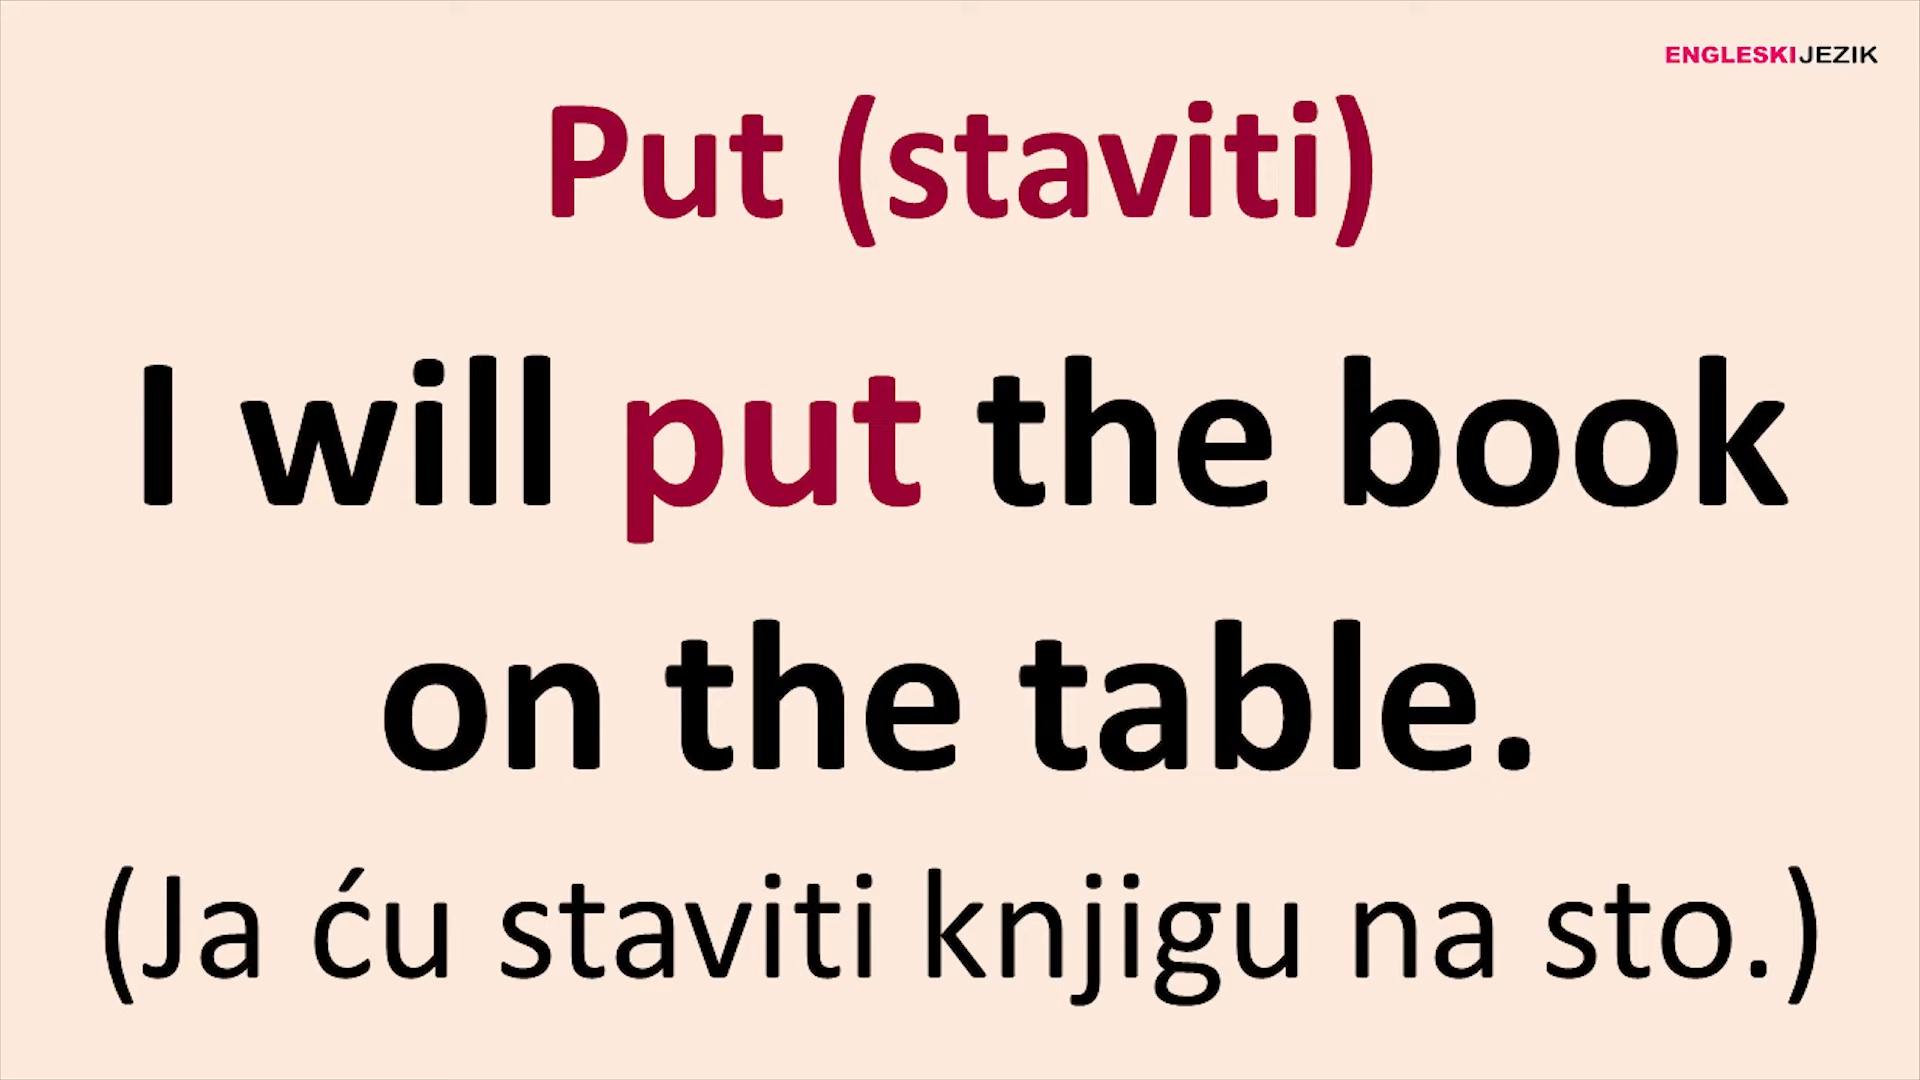 ENGLESKIJEZIK
Put (staviti)
I will put the book
on the table.
(Ja ću staviti knjigu na sto.)